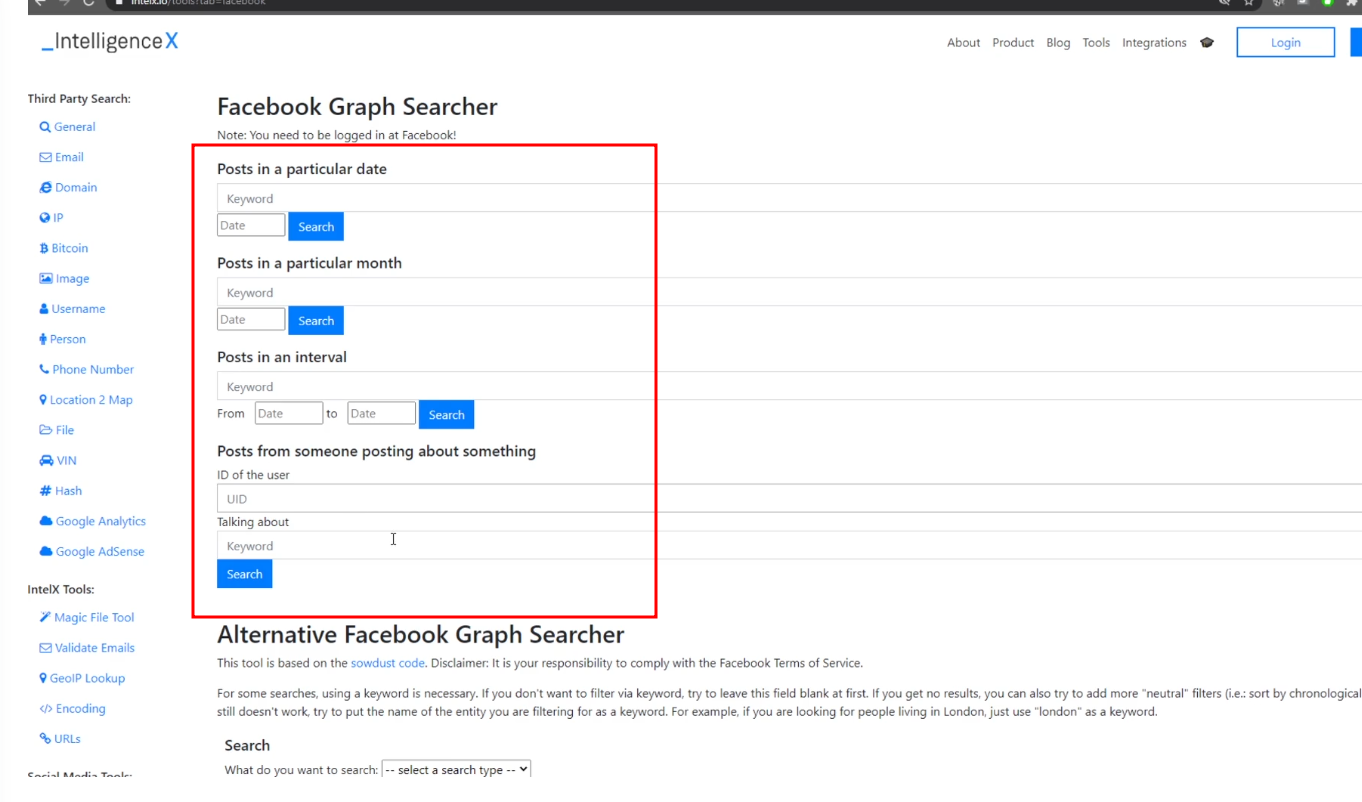 intelx.io/tools?tab=facebook
_IntelligenceX
About Product Blog Tools Integrations Login
Third Party Search:
General
Email
Domain
IP
Bitcoin
Image
Username
Person
Phone Number
Location 2 Map
File
VIN
Hash
Google Analytics
Google AdSense
IntelX Tools:
Magic File Tool
Validate Emails
GeoIP Lookup
Encoding
URLs
Social Media Tools:
Facebook Graph Searcher
Note: You need to be logged in at Facebook!
Posts in a particular date
Keyword
Date Search
Posts in a particular month
Keyword
Date Search
Posts in an interval
Keyword
From Date to Date Search
Posts from someone posting about something
ID of the user
UID
Talking about
Keyword
Search
Alternative Facebook Graph Searcher
This tool is based on the sowdust code. Disclaimer: It is your responsibility to comply with the Facebook Terms of Service.
For some searches, using a keyword is necessary. If you don't want to filter via keyword, try to leave this field blank at first. If you get no results, you can also try to add more "neutral" filters (i.e.: sort by chronological
still doesn't work, try to put the name of the entity you are filtering for as a keyword. For example, if you are looking for people living in London, just use "london" as a keyword.
Search
What do you want to search: -- select a search type --